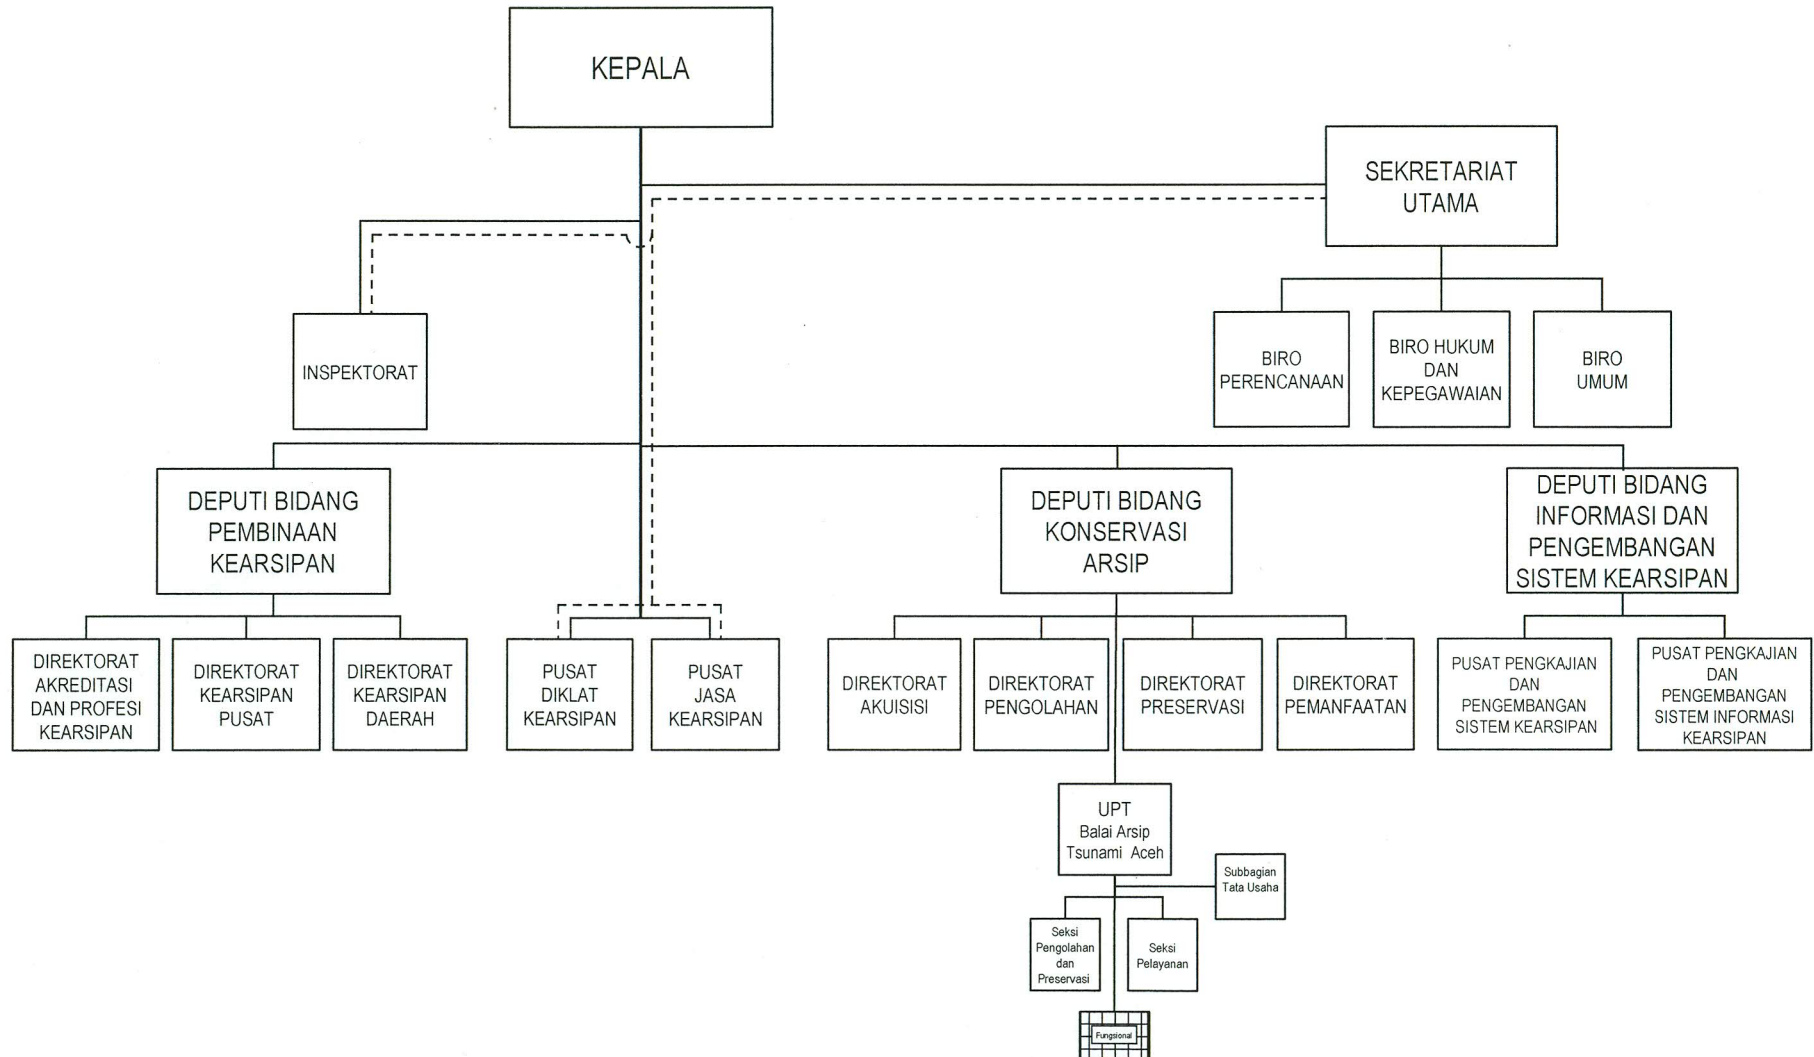 KEPALA
SEKRETARIAT
UTAMA
INSPEKTORAT
BIRO
PERENCANAAN
BIRO HUKUM
DAN
KEPEGAWAIAN
BIRO
UMUM
DEPUTI BIDANG
PEMBINAAN
KEARSIPAN
DEPUTI BIDANG
KONSERVASI
ARSIP
DEPUTI BIDANG
INFORMASI DAN
PENGEMBANGAN
SISTEM KEARSIPAN
DIREKTORAT
AKREDITASI
DAN PROFESI
KEARSIPAN
DIREKTORAT
KEARSIPAN
PUSAT
DIREKTORAT
KEARSIPAN
DAERAH
PUSAT
DIKLAT
KEARSIPAN
PUSAT
JASA
KEARSIPAN
DIREKTORAT
AKUISISI
DIREKTORAT
PENGOLAHAN
DIREKTORAT
PRESERVASI
DIREKTORAT
PEMANFAATAN
PUSAT PENGKAJIAN
DAN
PENGEMBANGAN
SISTEM KEARSIPAN
PUSAT PENGKAJIAN
DAN
PENGEMBANGAN
SISTEM INFORMASI
KEARSIPAN
UPT
Balai Arsip
Tsunami Aceh
Subbagian
Tata Usaha
Seksi
Pengolahan
dan
Preservasi
Seksi
Pelayanan
Fungsional